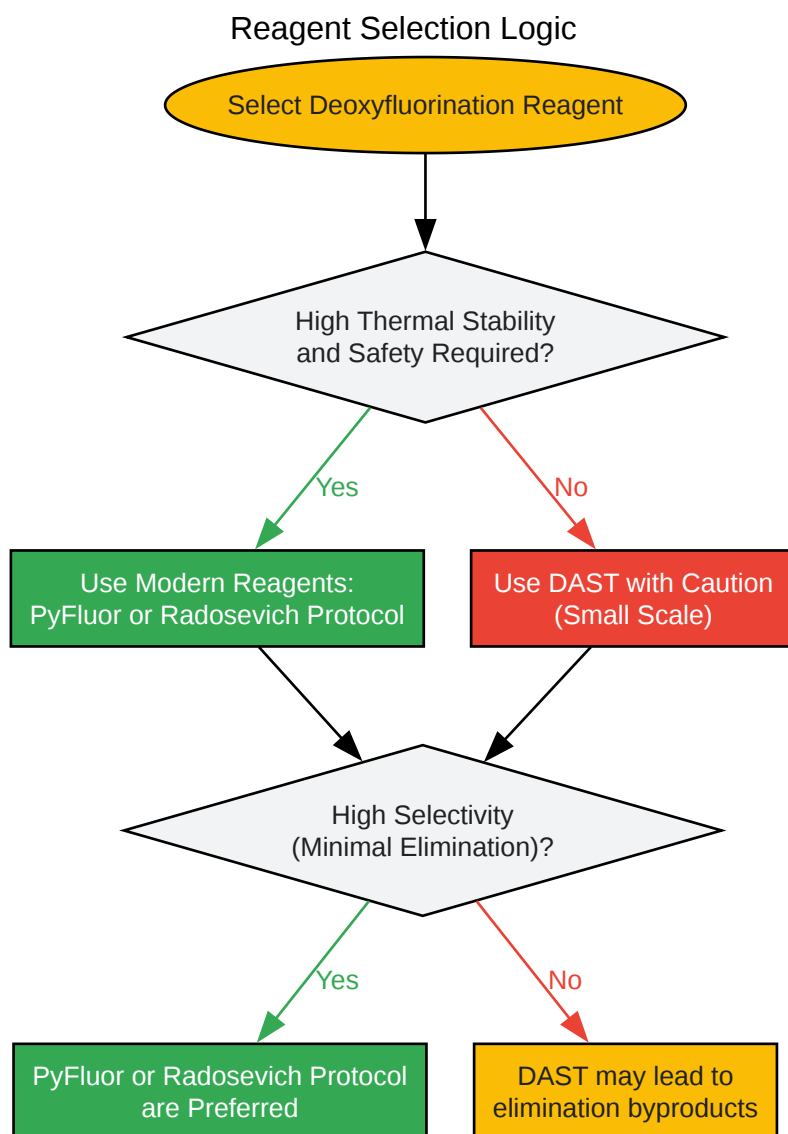 Reagent Selection Logic
Select Deoxyfluorination Reagent
High Thermal Stability
and Safety Required?
Yes
No
Use Modern Reagents:
PyFluor or Radosevich Protocol
Use DAST with Caution
(Small Scale)
High Selectivity
(Minimal Elimination)?
Yes
No
PyFluor or Radosevich Protocol
are Preferred
DAST may lead to
elimination byproducts